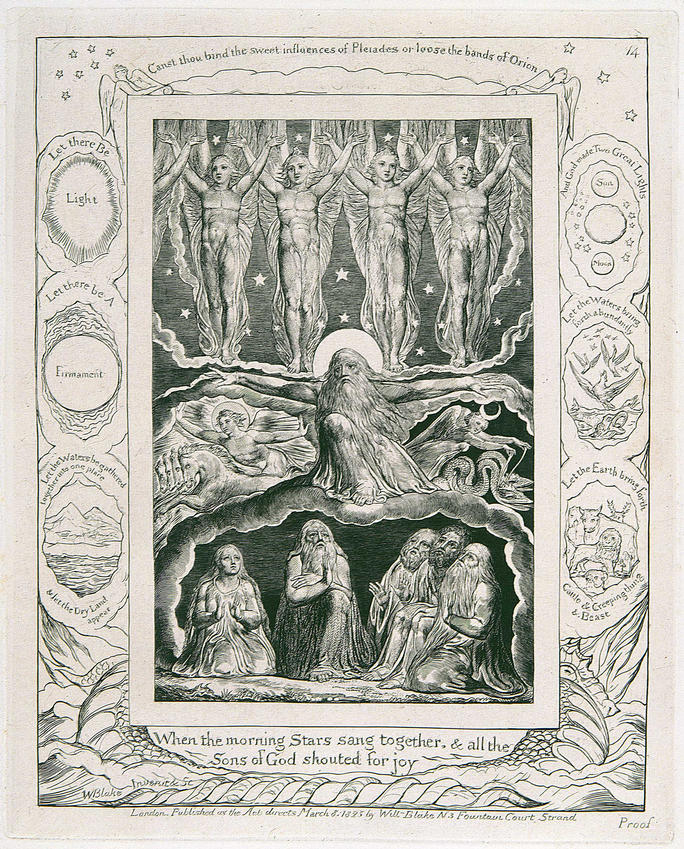 14
Canst thou bind the sweet influences of Pleiades or loose the bands of Orion
Let there Be
Light
Let there be A
Firmament
Let the Waters be gathered
together into one place
& let the Dry Land
appear
And God made Two Great Lights
Sun
Moon
Let the Waters bring
forth abundantly
Let the Earth bring forth
Cattle & Creeping thing
& Beast
When the morning Stars sang together, & all the
Sons of God shouted for joy
WBlake Invenit & Sc
London. Published as the Act directs March 8. 1825 by Will Blake N 3 Fountain Court Strand
Proof